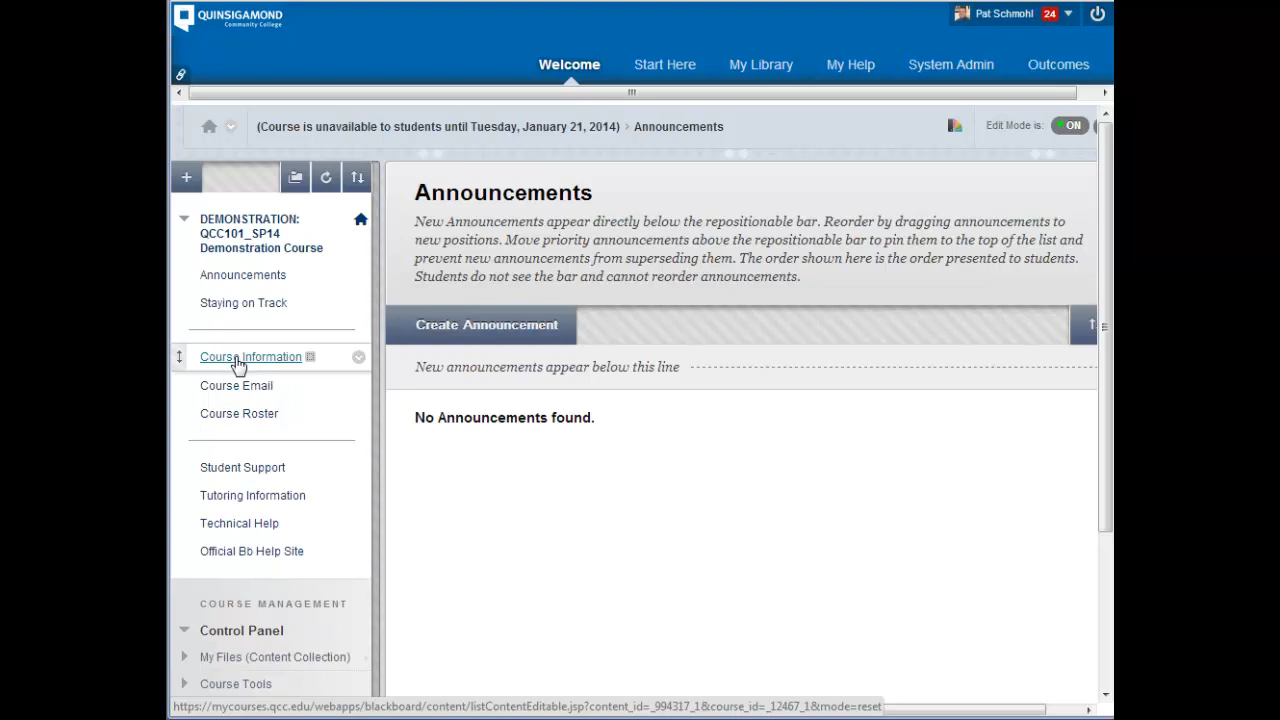 QUINSIGAMOND
Community College
Pat Schmohl 24
Welcome Start Here My Library My Help System Admin Outcomes
(Course is unavailable to students until Tuesday, January 21, 2014) > Announcements
Edit Mode is: ON
DEMONSTRATION:
QCC101_SP14
Demonstration Course
Announcements
Staying on Track
Course Information
Course Email
Course Roster
Student Support
Tutoring Information
Technical Help
Official Bb Help Site
COURSE MANAGEMENT
Control Panel
My Files (Content Collection)
Course Tools
Announcements
New Announcements appear directly below the repositionable bar. Reorder by dragging announcements to
new positions. Move priority announcements above the repositionable bar to pin them to the top of the list and
prevent new announcements from superseding them. The order shown here is the order presented to students.
Students do not see the bar and cannot reorder announcements.
Create Announcement
New announcements appear below this line
No Announcements found.
https://mycourses.qcc.edu/webapps/blackboard/content/listContentEditable.jsp?content_id=_994317_1&course_id=_12467_1&mode=reset